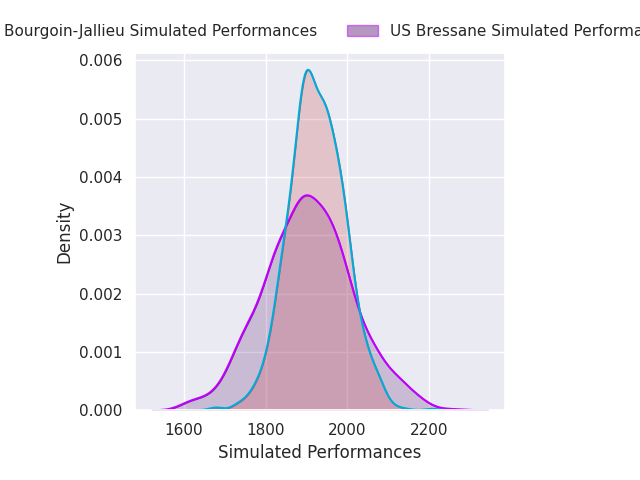 Bourgoin-Jallieu Simulated Performances
US Bressane Simulated Performa
0.006
0.005
0.004
0.003
0.002
0.001
0.000
Density
1600 1800 2000 2200
Simulated Performances